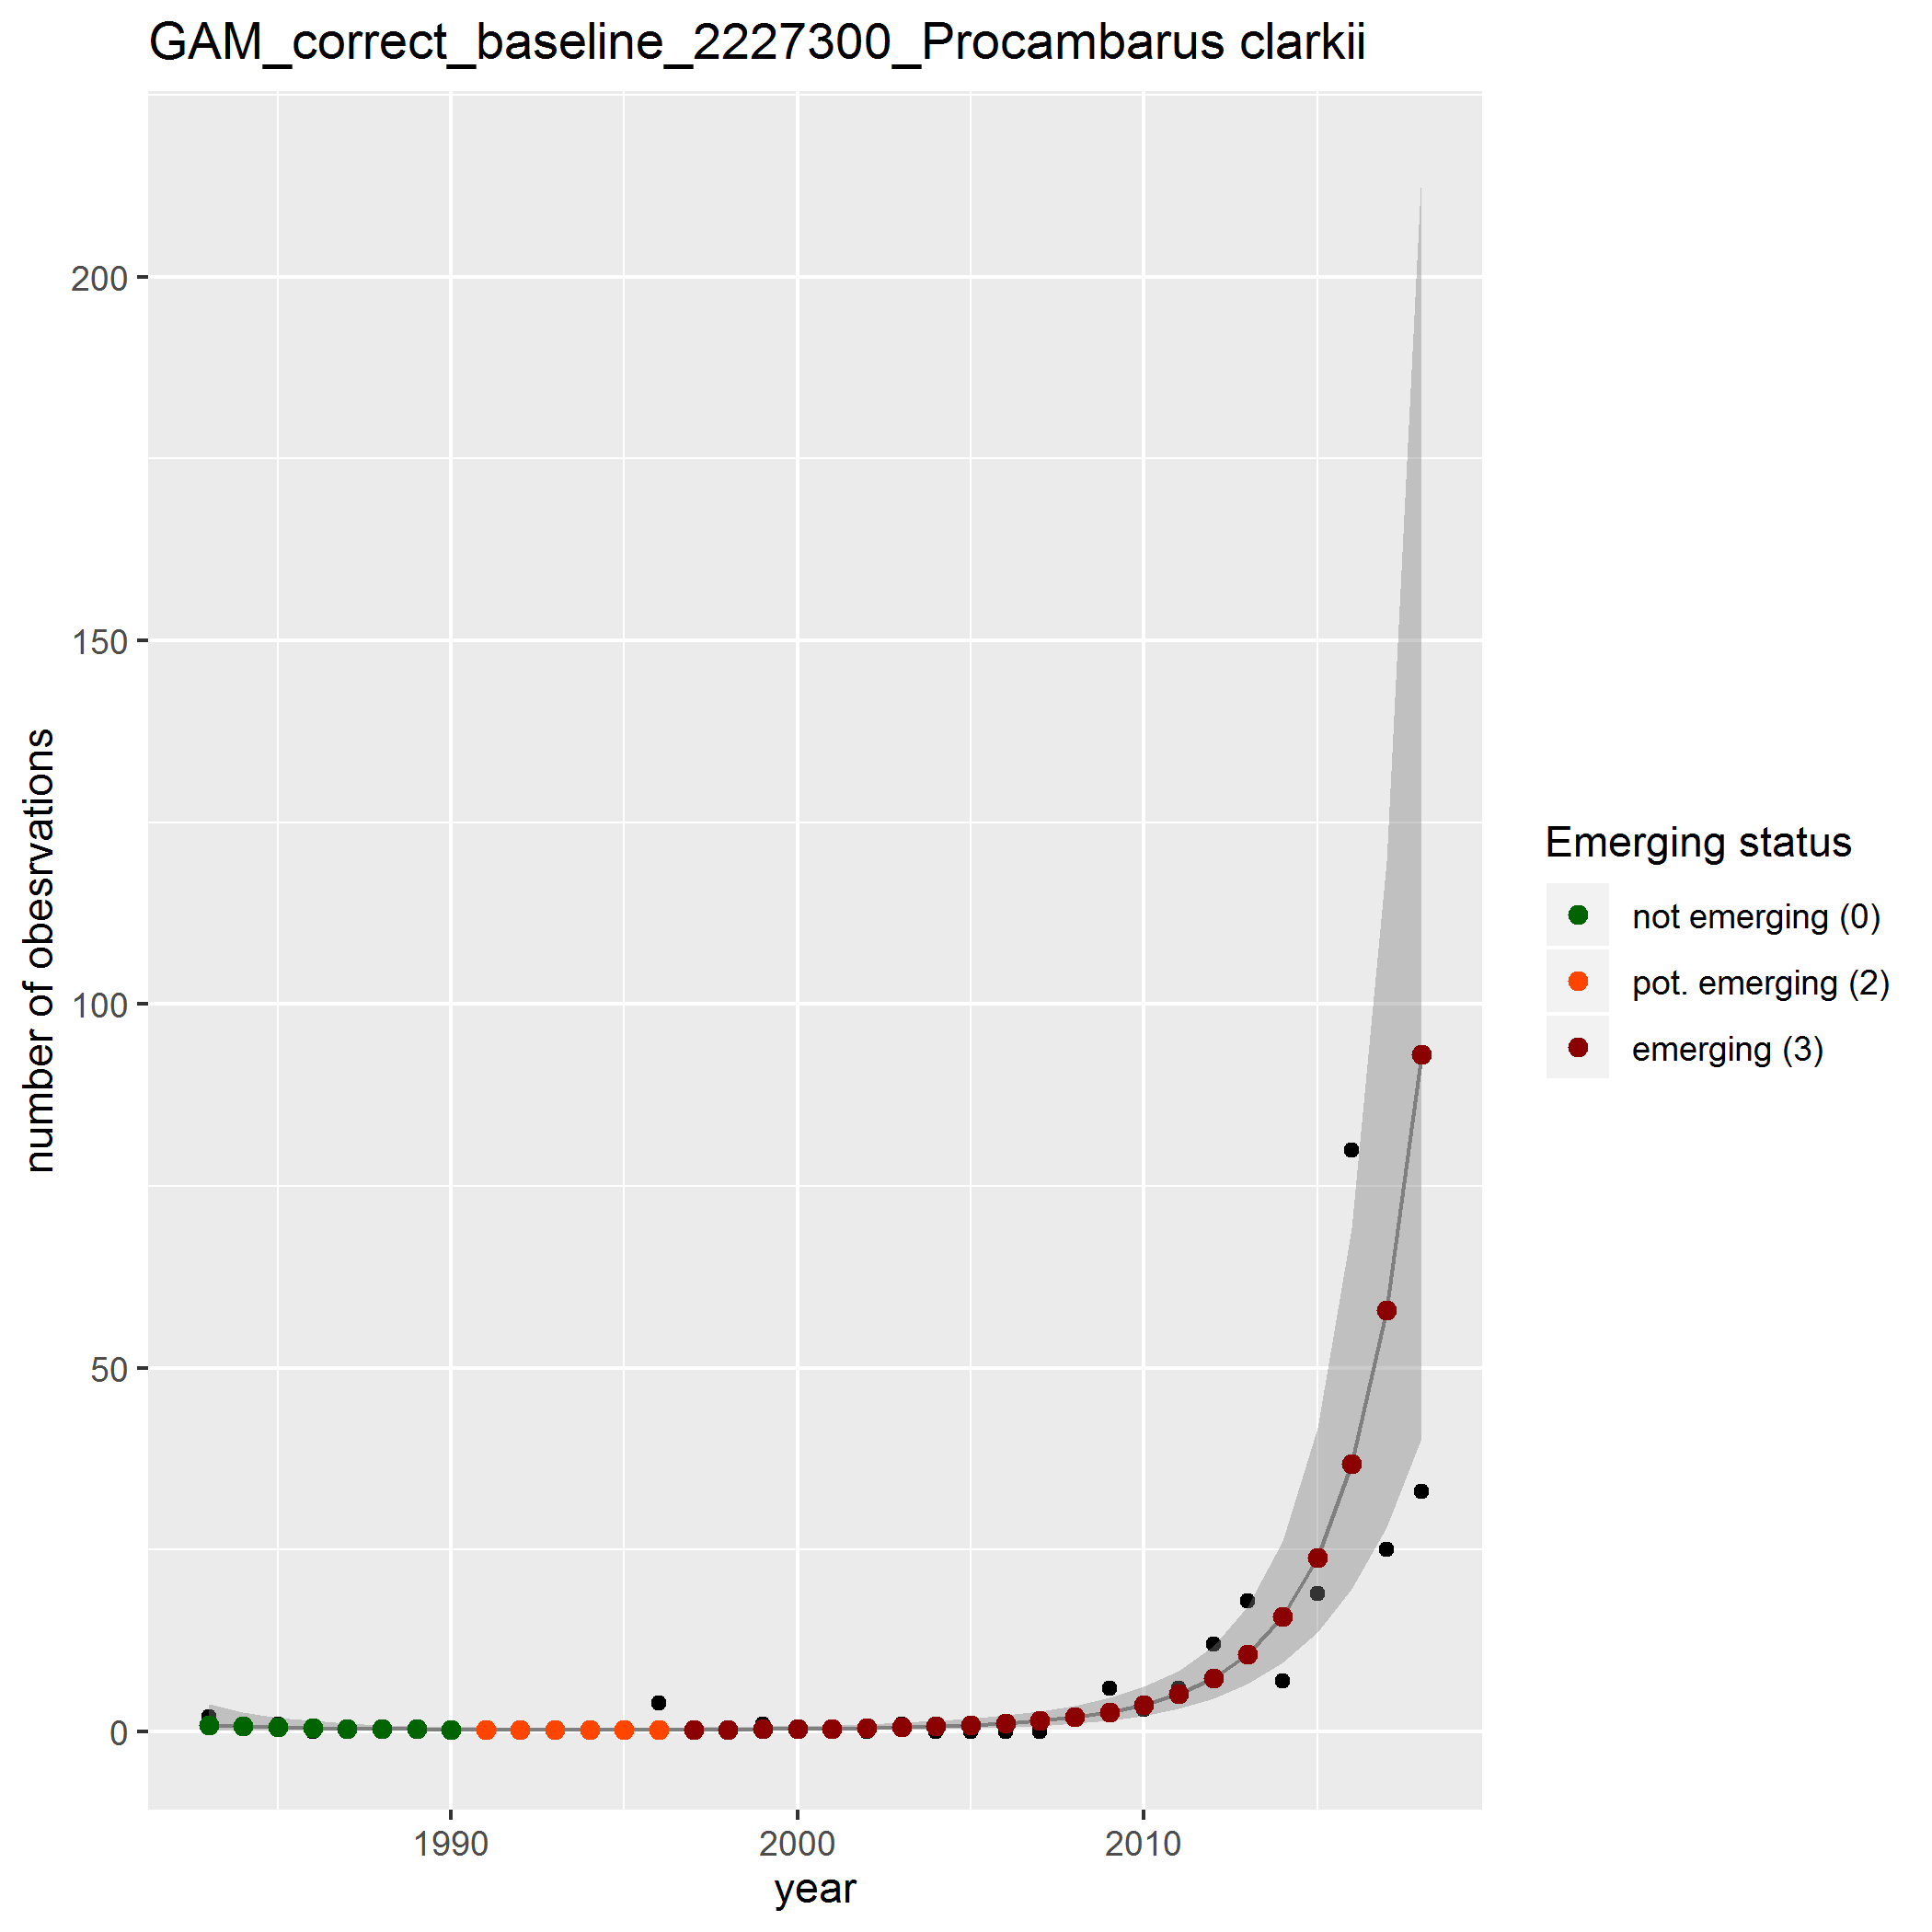 GAM_correct_baseline_2227300_Procambarus clarkii
200
150
100
50
0
number of obesrvations
1990
2000
2010
year
Emerging status
not emerging (0)
pot. emerging (2)
emerging (3)